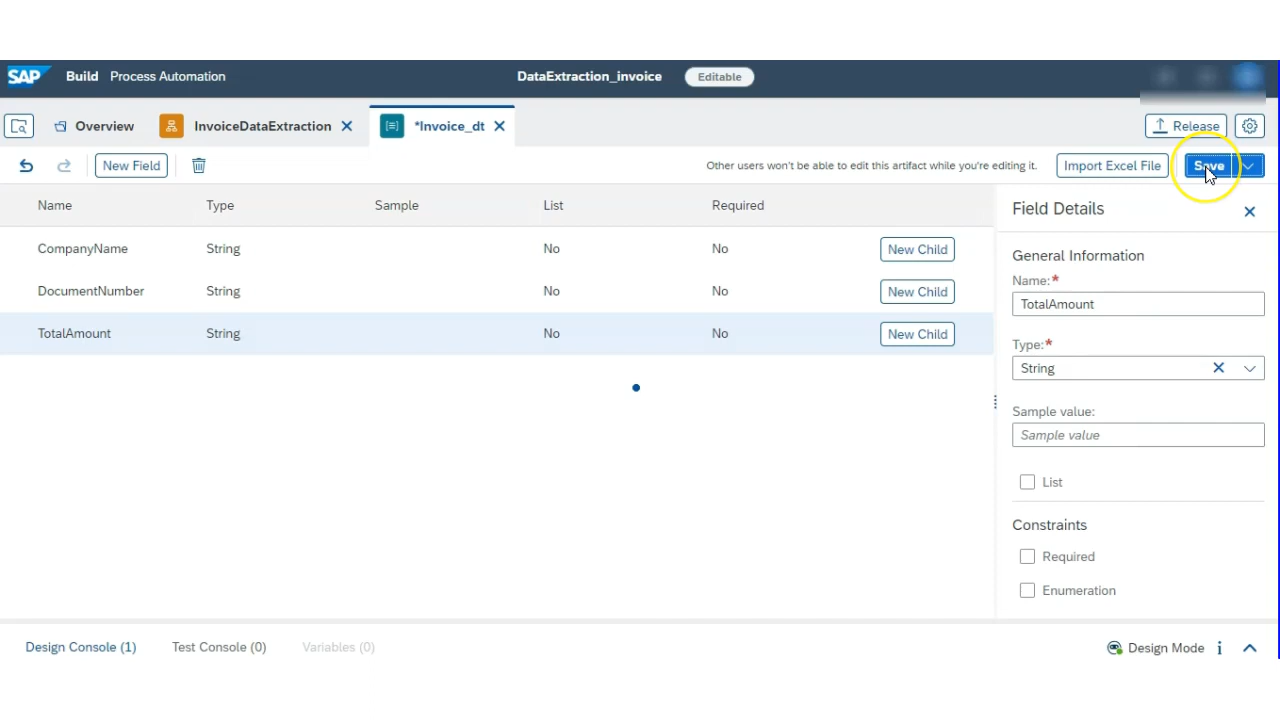 SAP Build Process Automation DataExtraction_invoice Editable
Overview InvoiceDataExtraction *Invoice_dt Release
New Field Other users won't be able to edit this artifact while you're editing it. Import Excel File Save
Name Type Sample List Required
CompanyName String No No New Child
DocumentNumber String No No New Child
TotalAmount String No No New Child
Field Details
General Information
Name:*
TotalAmount
Type:*
String
Sample value:
Sample value
List
Constraints
Required
Enumeration
Design Console (1) Test Console (0) Variables (0) Design Mode i